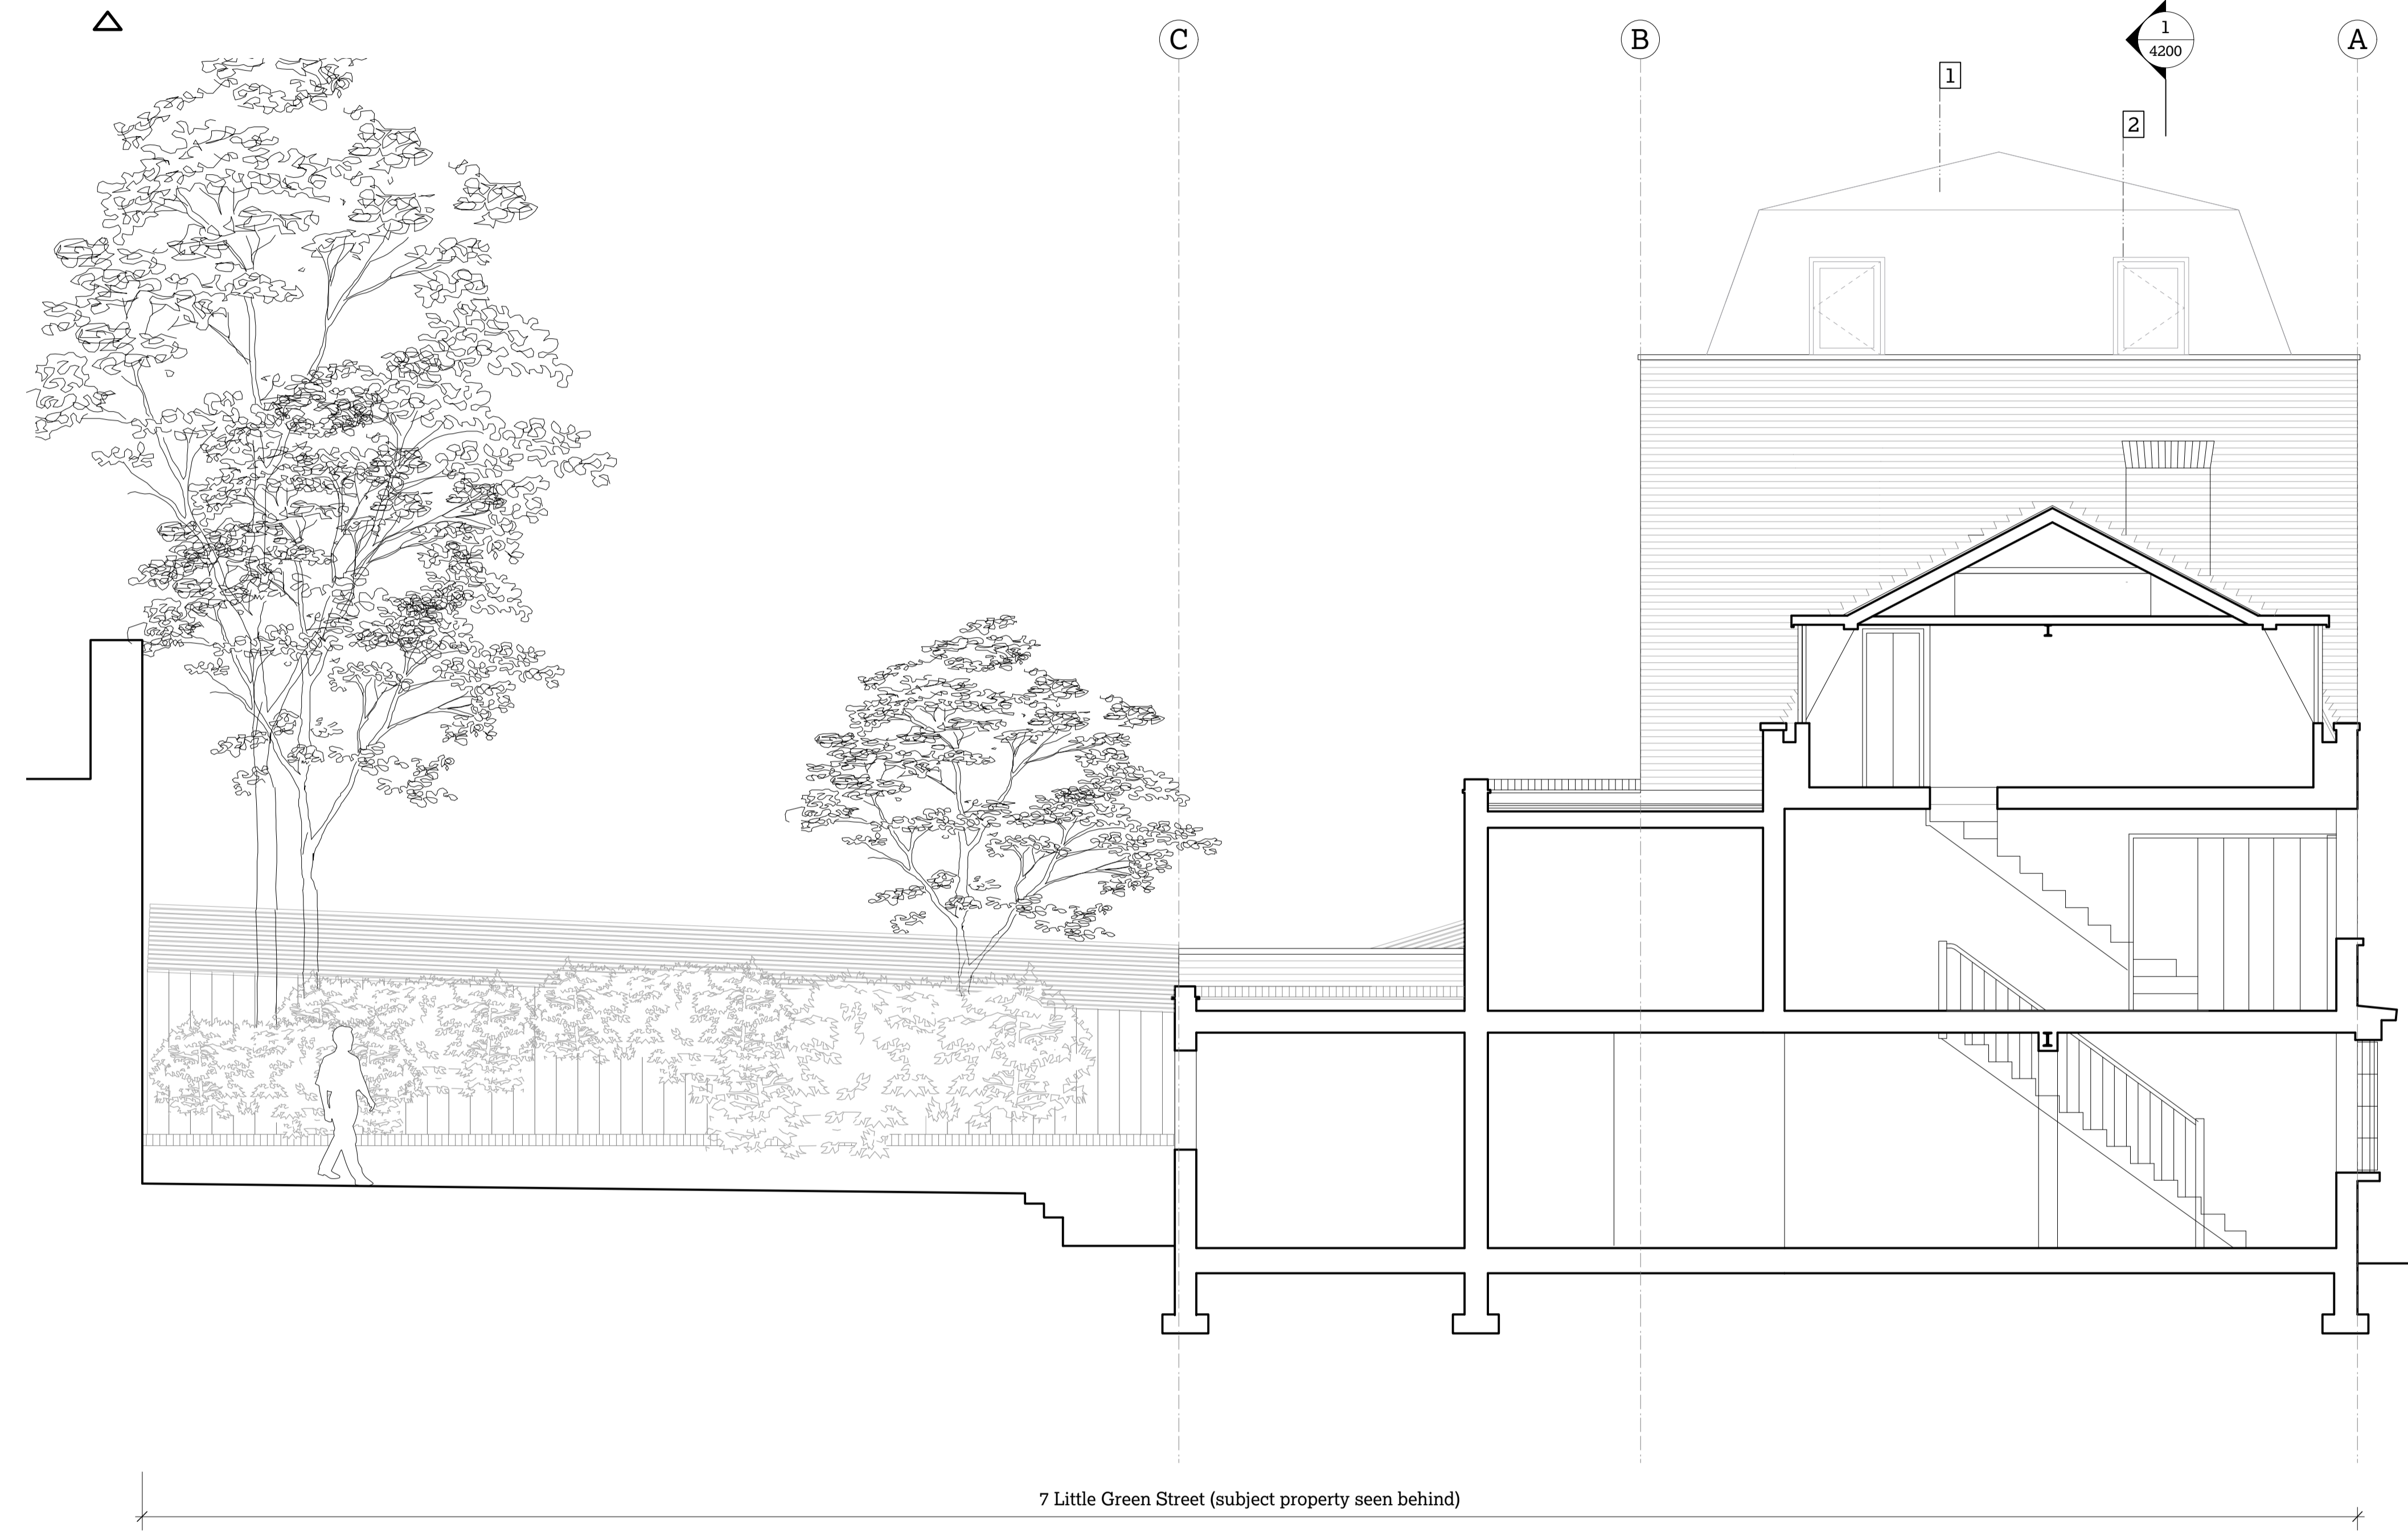 C
B
1
4200
A
1
2
7 Little Green Street (subject property seen behind)